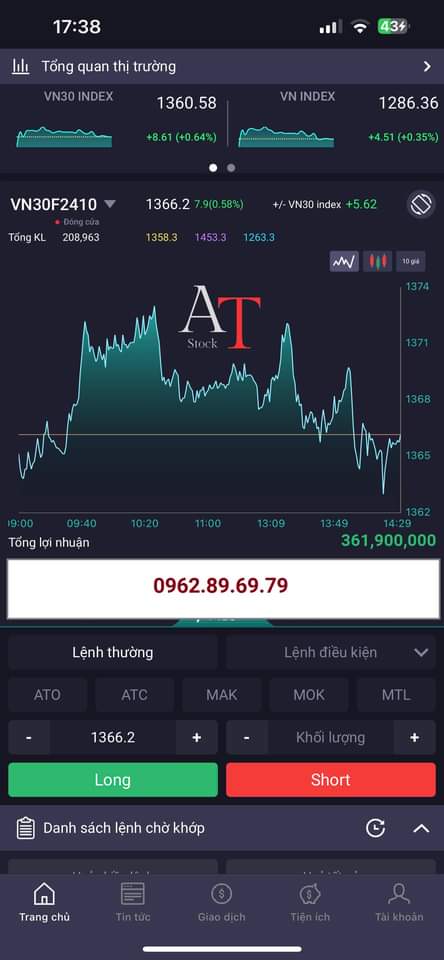 17:38
43
Tổng quan thị trường
VN30 INDEX 1360.58
+8.61 (+0.64%)
VN INDEX 1286.36
+4.51 (+0.35%)
VN30F2410 1366.2 7.9(0.58%) +/- VN30 index +5.62
Đóng cửa
Tổng KL 208,963 1358.3 1453.3 1263.3
10 giá
AT
Stock
1374
1371
1368
1365
1362
09:00 09:40 10:20 11:00 13:09 13:49 14:29
Tổng lợi nhuận 361,900,000
0962.89.69.79
Lệnh thường Lệnh điều kiện
ATO ATC MAK MOK MTL
- 1366.2 + - Khối lượng +
Long Short
Danh sách lệnh chờ khớp
Trang chủ Tin tức Giao dịch Tiện ích Tài khoản